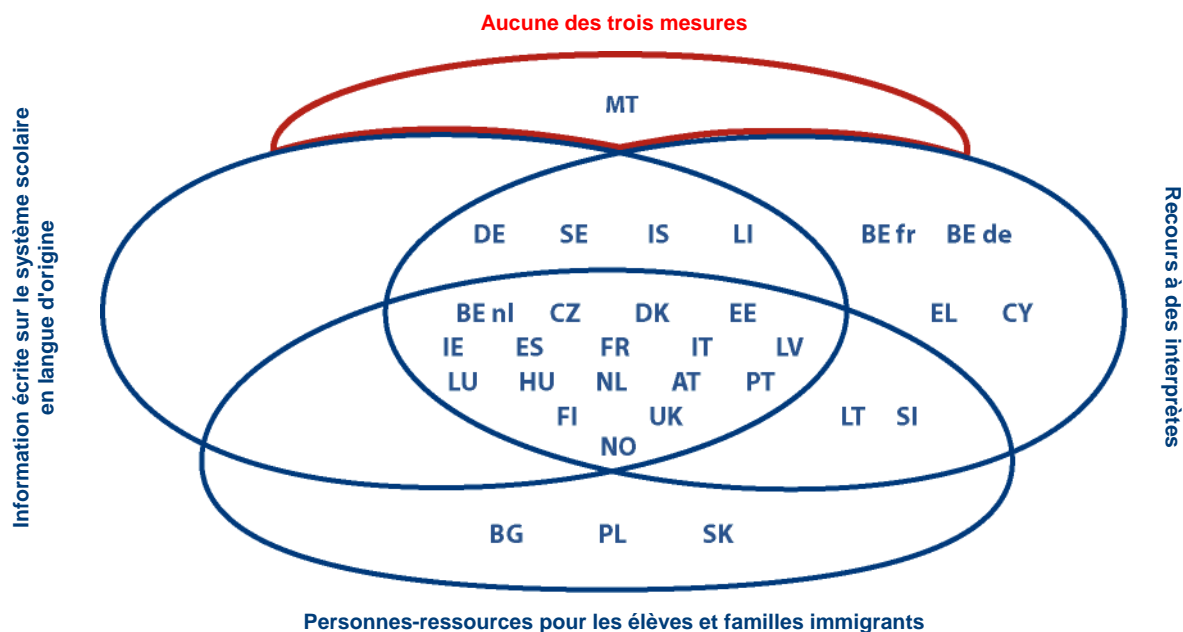 Aucune des trois mesures
MT
Information écrite sur le système scolaire
en langue d'origine
Recours à des interprètes
DE SE IS LI BE fr BE de
BE nl CZ DK EE EL CY
IE ES FR IT LV
LU HU NL AT PT
FI UK LT SI
NO
BG PL SK
Personnes-ressources pour les élèves et familles immigrants